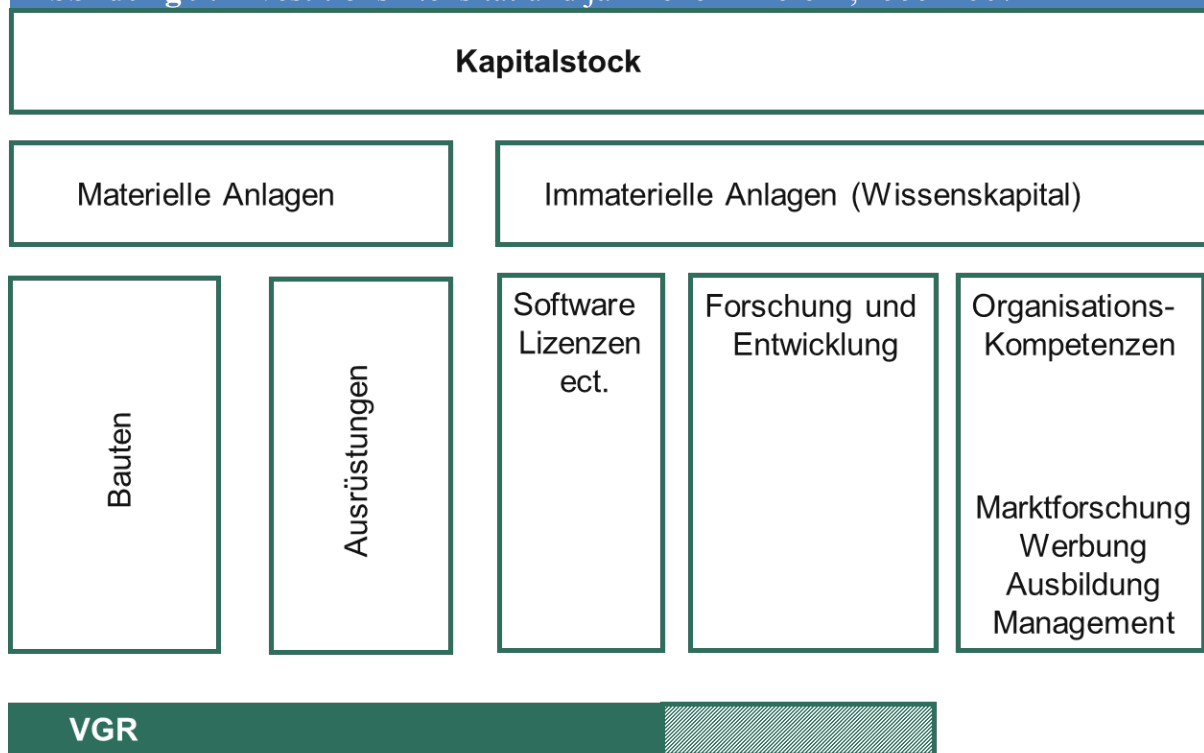 Kapitalstock
Materielle Anlagen
Immaterielle Anlagen (Wissenskapital)
Bauten
Ausrüstungen
Software
Lizenzen
ect.
Forschung und
Entwicklung
Organisations-
Kompetenzen
Marktforschung
Werbung
Ausbildung
Management
VGR